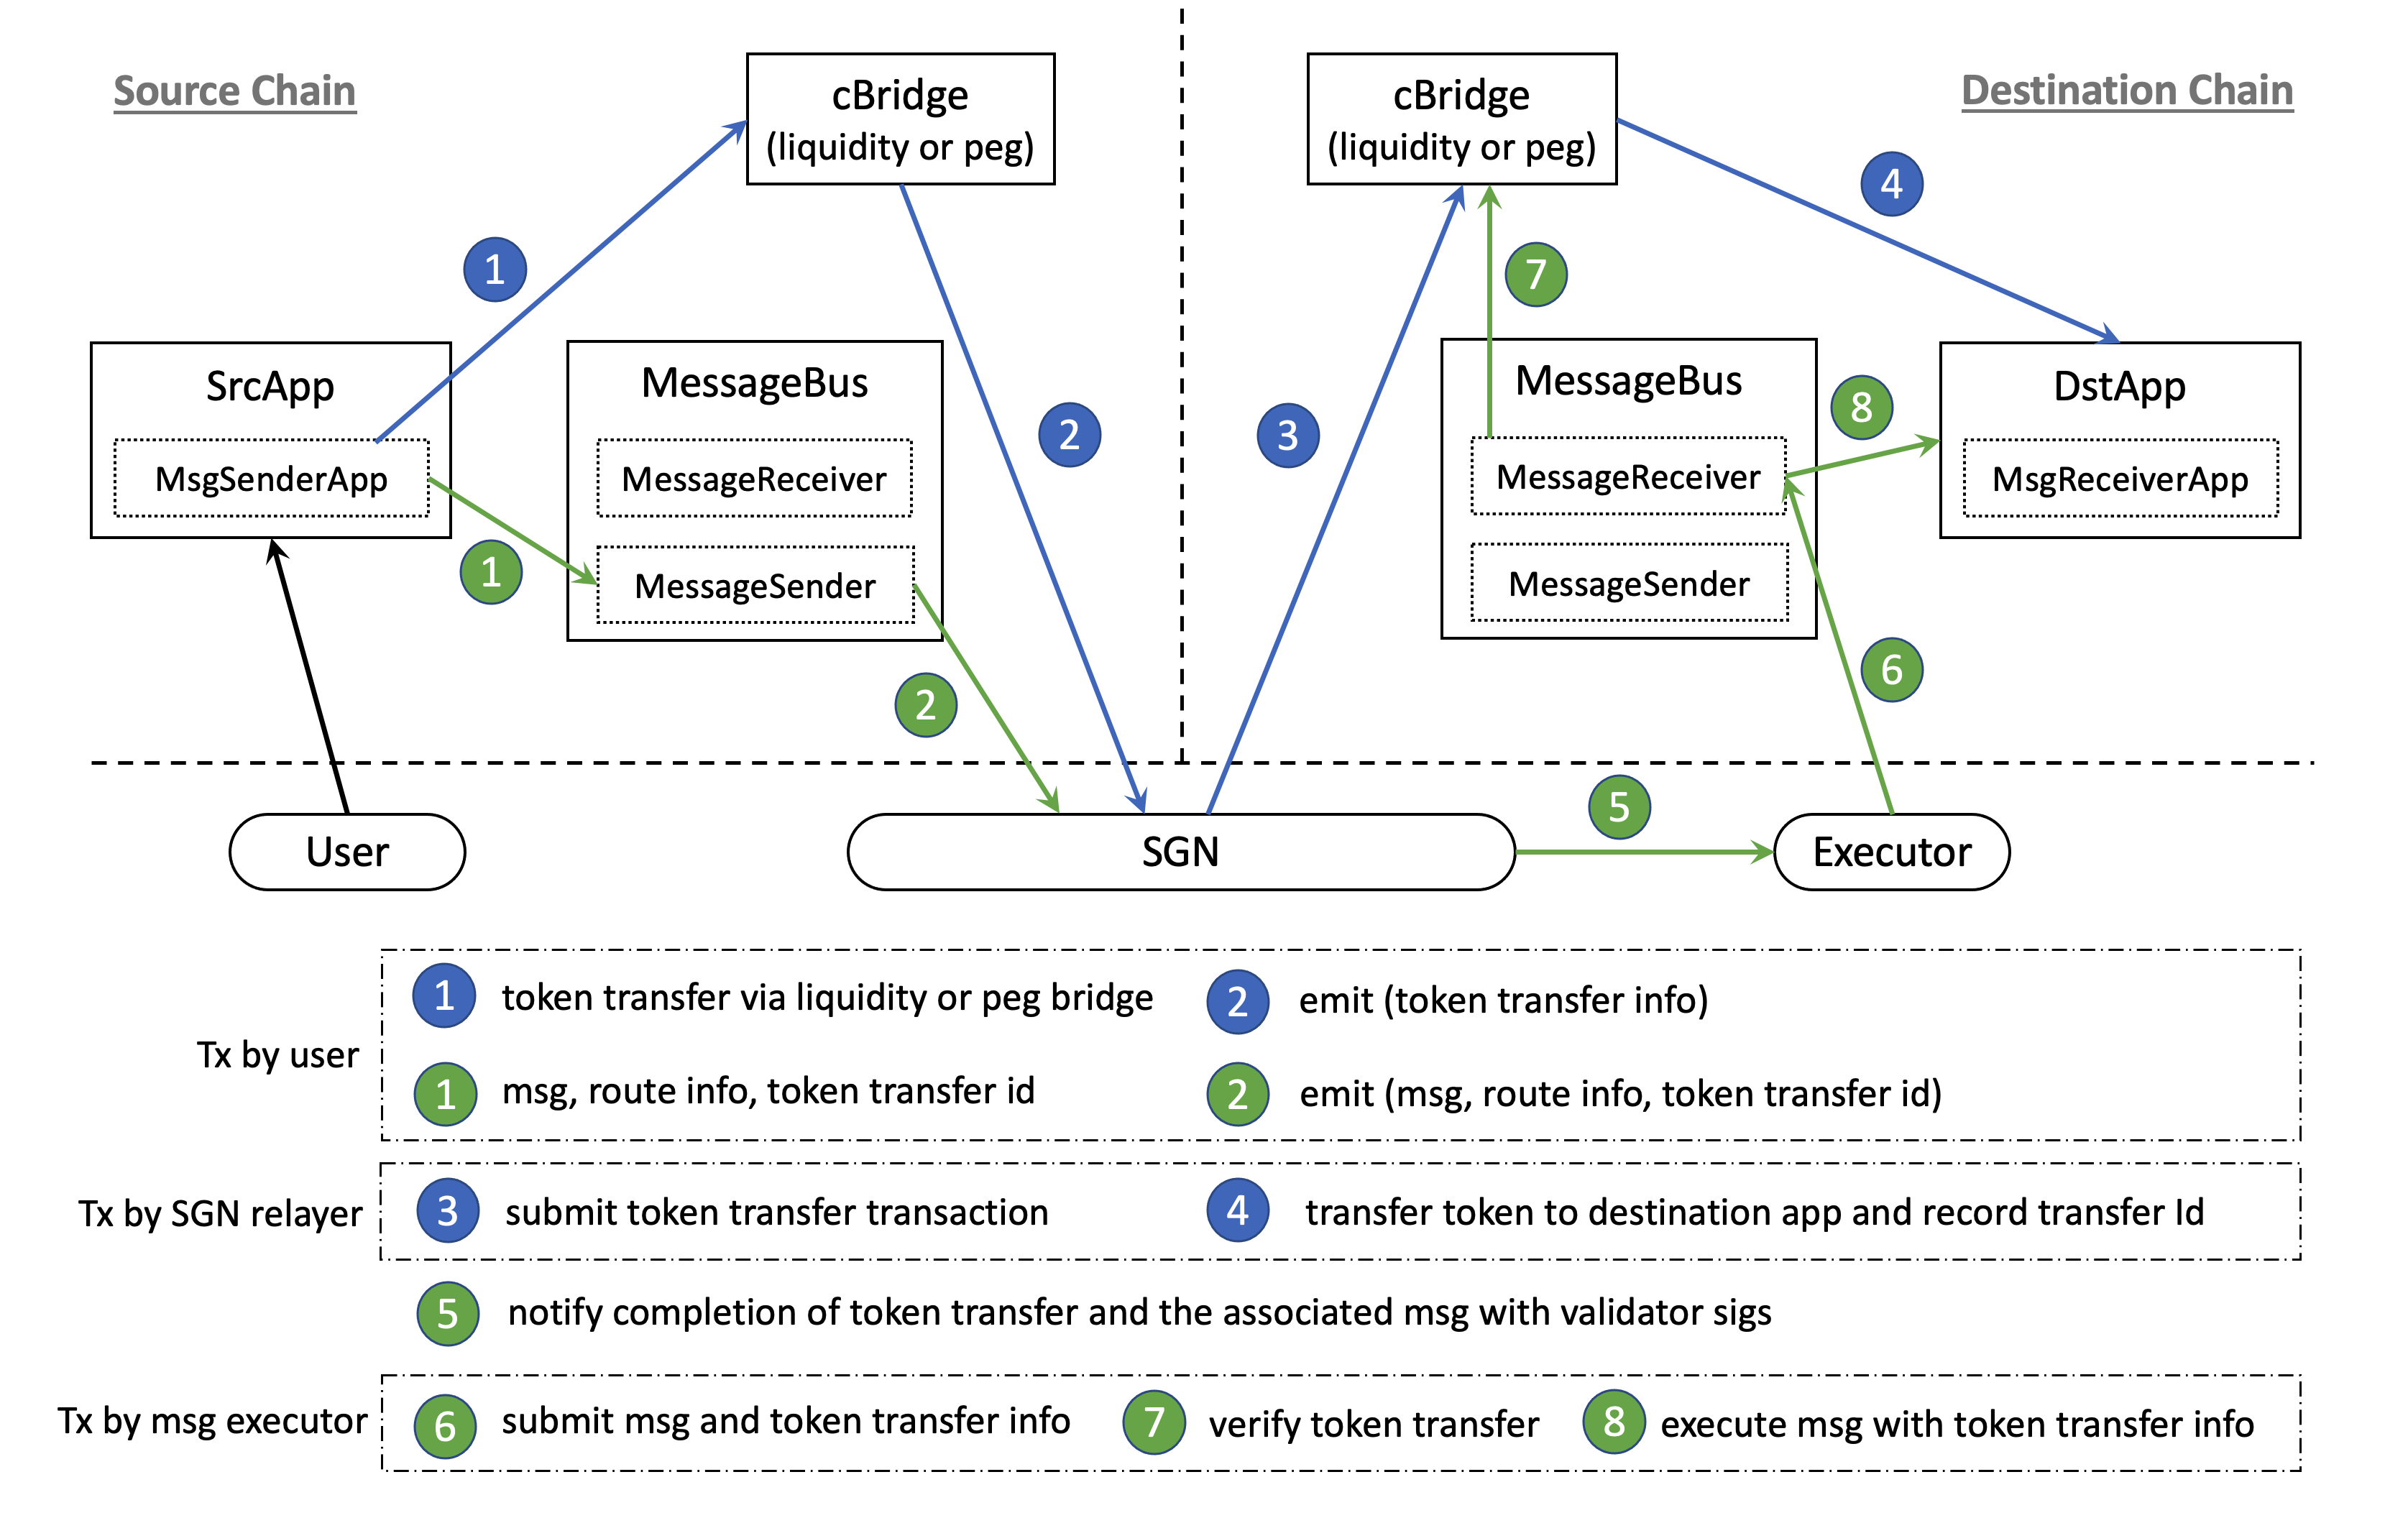 Source Chain
cBridge
(liquidity or peg)
cBridge
(liquidity or peg)
Destination Chain
1
2
3
7
4
SrcApp
MsgSenderApp
MessageBus
MessageReceiver
MessageSender
1
2
MessageBus
MessageReceiver
MessageSender
8
6
DstApp
MsgReceiverApp
User
SGN
5
Executor
Tx by user
1 token transfer via liquidity or peg bridge
2 emit (token transfer info)
1 msg, route info, token transfer id
2 emit (msg, route info, token transfer id)
Tx by SGN relayer
3 submit token transfer transaction
4 transfer token to destination app and record transfer Id
5 notify completion of token transfer and the associated msg with validator sigs
Tx by msg executor
6 submit msg and token transfer info
7 verify token transfer
8 execute msg with token transfer info